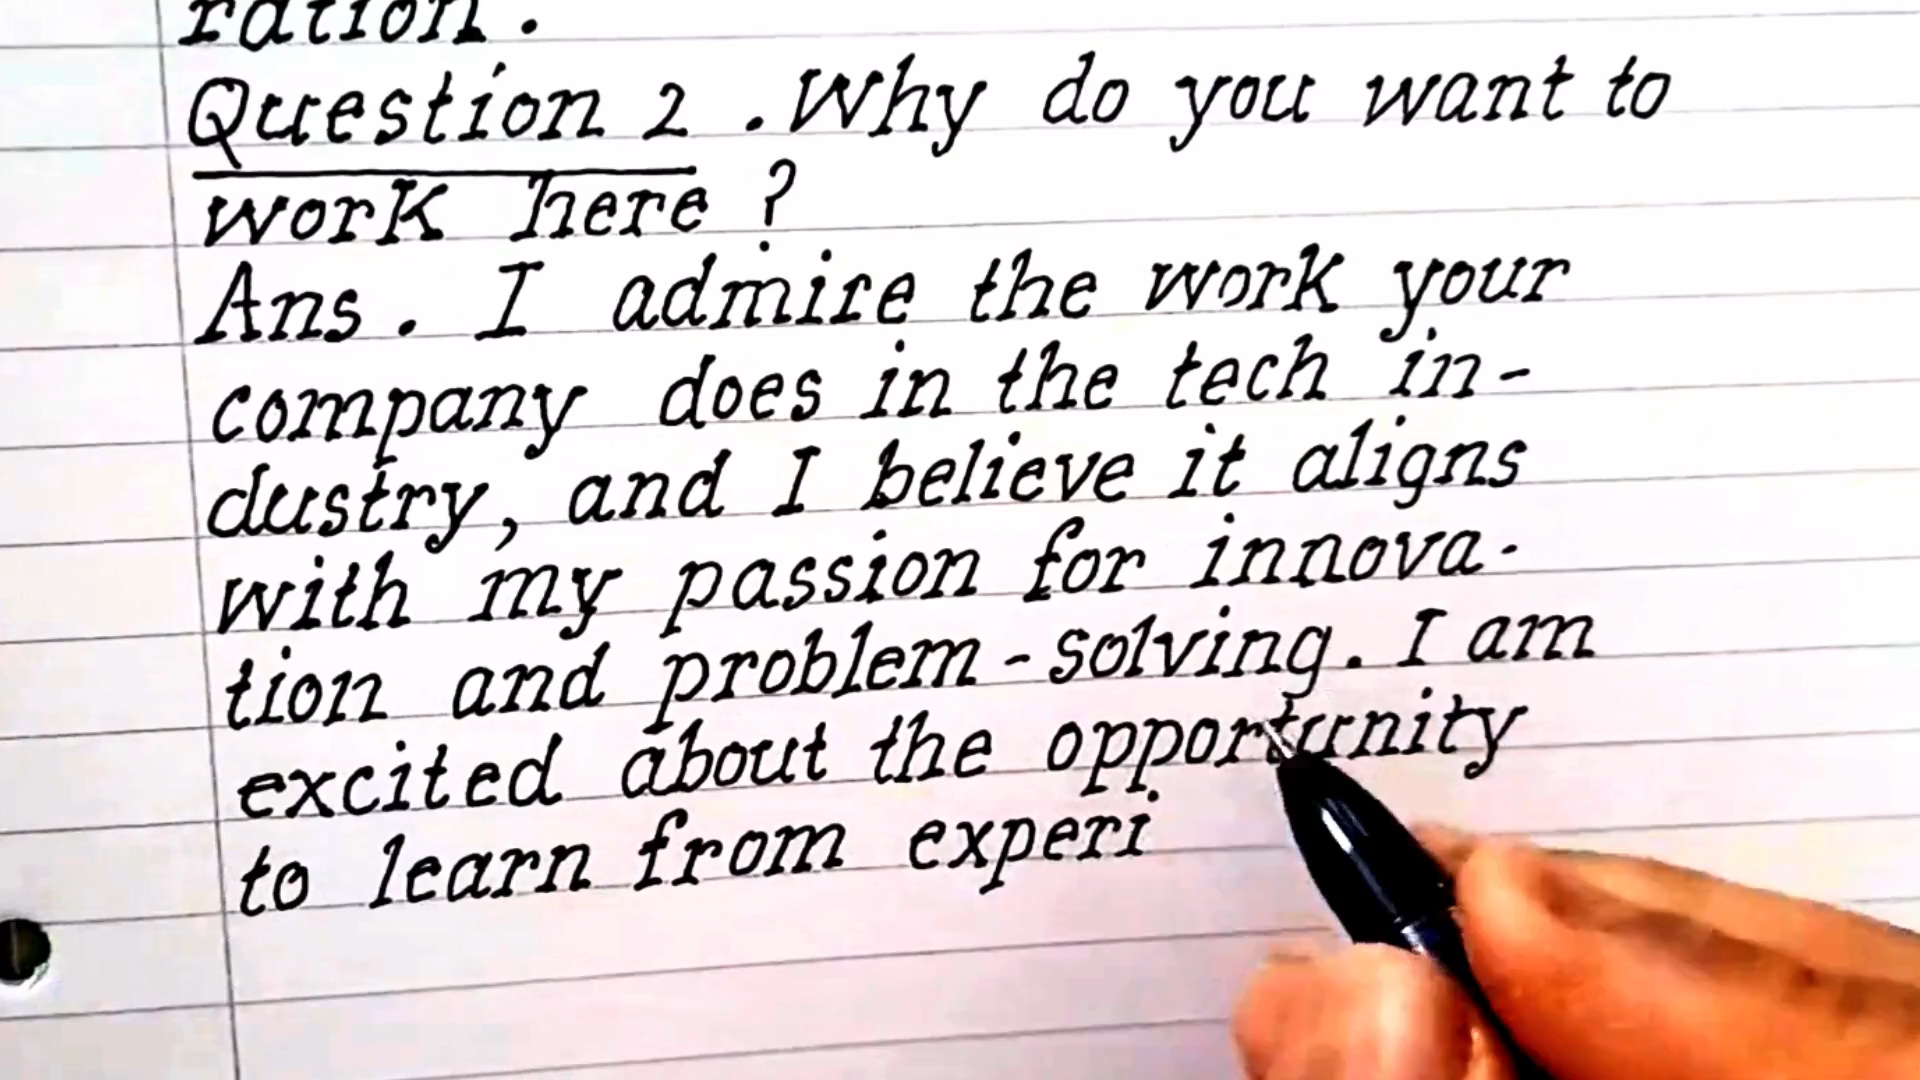 ration.
Question 2. Why do you want to
work here?
Ans. I admire the work your
company does in the tech in-
dustry, and I believe it aligns
with my passion for innova-
tion and problem-solving. I am
excited about the opportunity
to learn from experi